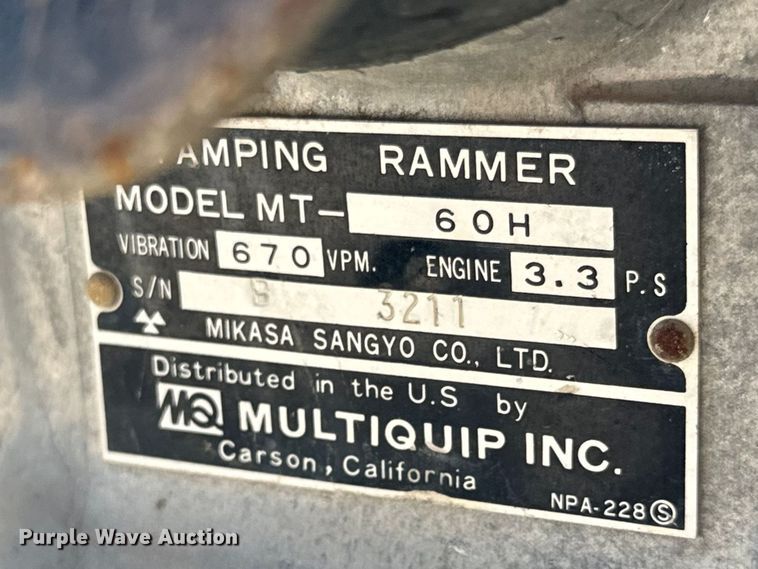 TAMPING RAMMER
MODEL MT- 60H
VIBRATION 670 VPM. ENGINE 3.3 P.S
S/N B 3211
MIKASA SANGYO CO., LTD.
Distributed in the U.S by
MQ MULTIQUIP INC.
Carson, California
NPA-228 Ⓢ
Purple Wave Auction